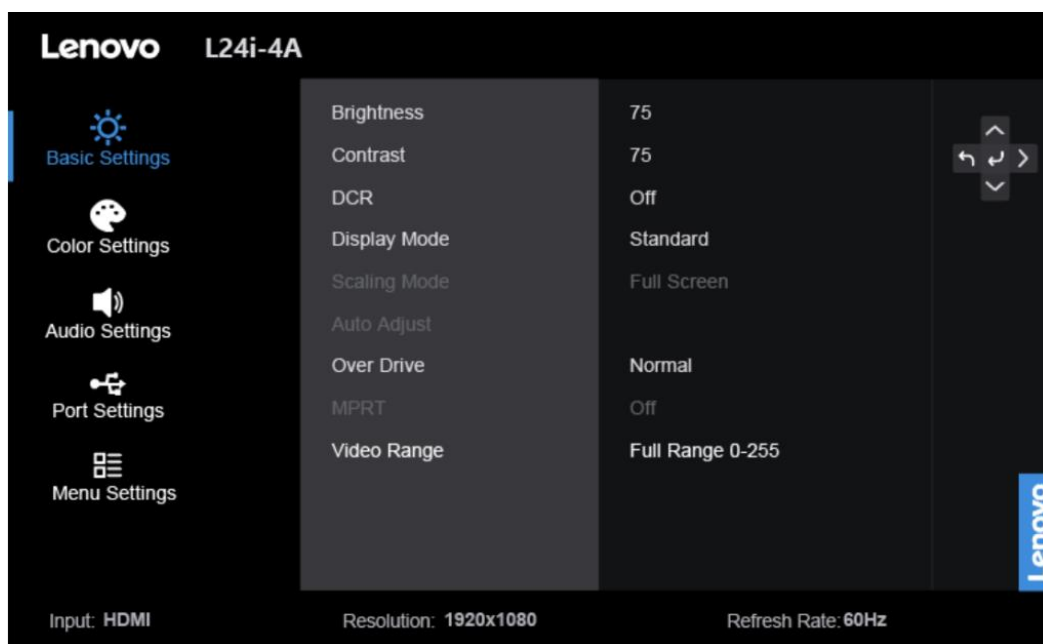 Lenovo L24i-4A
Basic Settings
Color Settings
Audio Settings
Port Settings
Menu Settings
Brightness 75
Contrast 75
DCR Off
Display Mode Standard
Scaling Mode Full Screen
Auto Adjust
Over Drive Normal
MPRT Off
Video Range Full Range 0-255
Lenovo
Input: HDMI Resolution: 1920x1080 Refresh Rate:60Hz